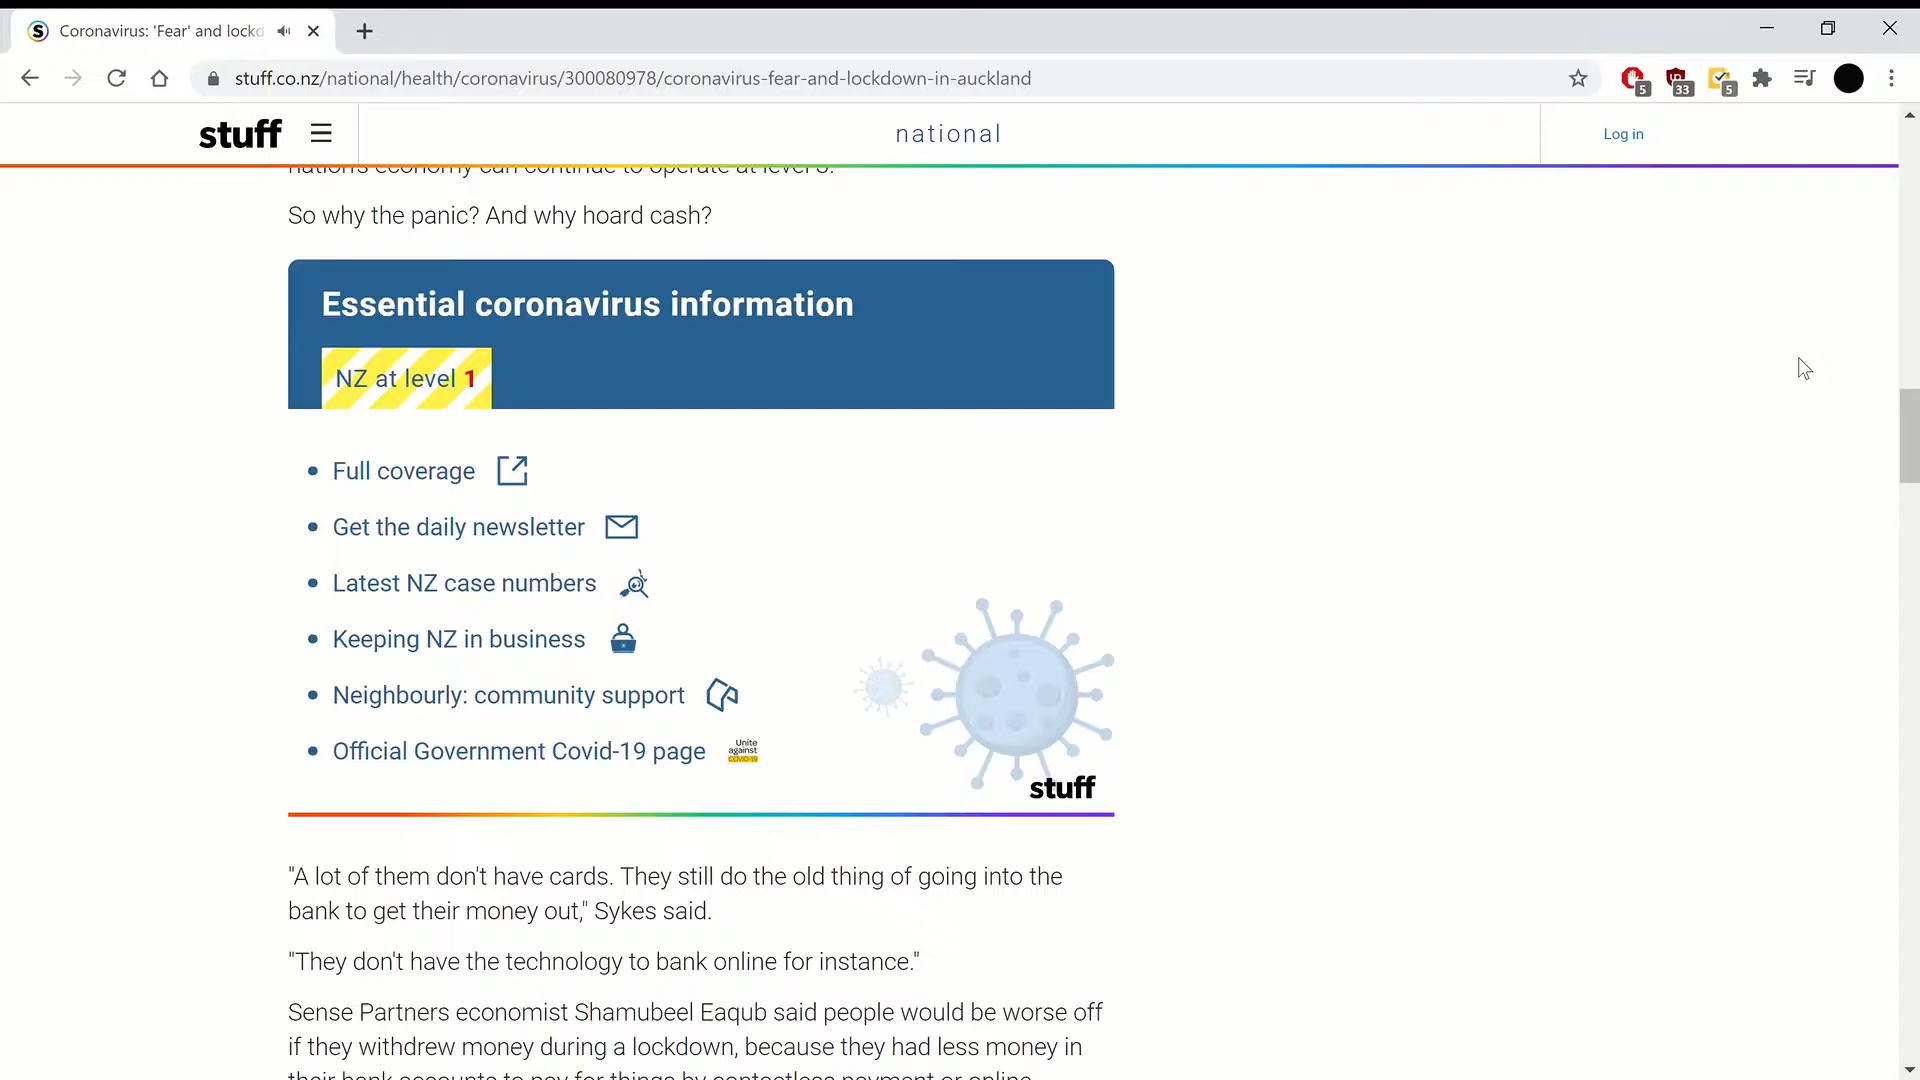 Coronavirus: 'Fear' and lockd
stuff.co.nz/national/health/coronavirus/300080978/coronavirus-fear-and-lockdown-in-auckland
5
33
5
stuff
national
Log in
nation's economy can continue to operate at level 3.
So why the panic? And why hoard cash?
Essential coronavirus information
NZ at level 1
Full coverage
Get the daily newsletter
Latest NZ case numbers
Keeping NZ in business
Neighbourly: community support
Official Government Covid-19 page
Unite
against
COVID-19
stuff
"A lot of them don't have cards. They still do the old thing of going into the
bank to get their money out," Sykes said.
"They don't have the technology to bank online for instance."
Sense Partners economist Shamubeel Eaqub said people would be worse off
if they withdrew money during a lockdown, because they had less money in
their bank accounts to pay for things by contactless payment or online